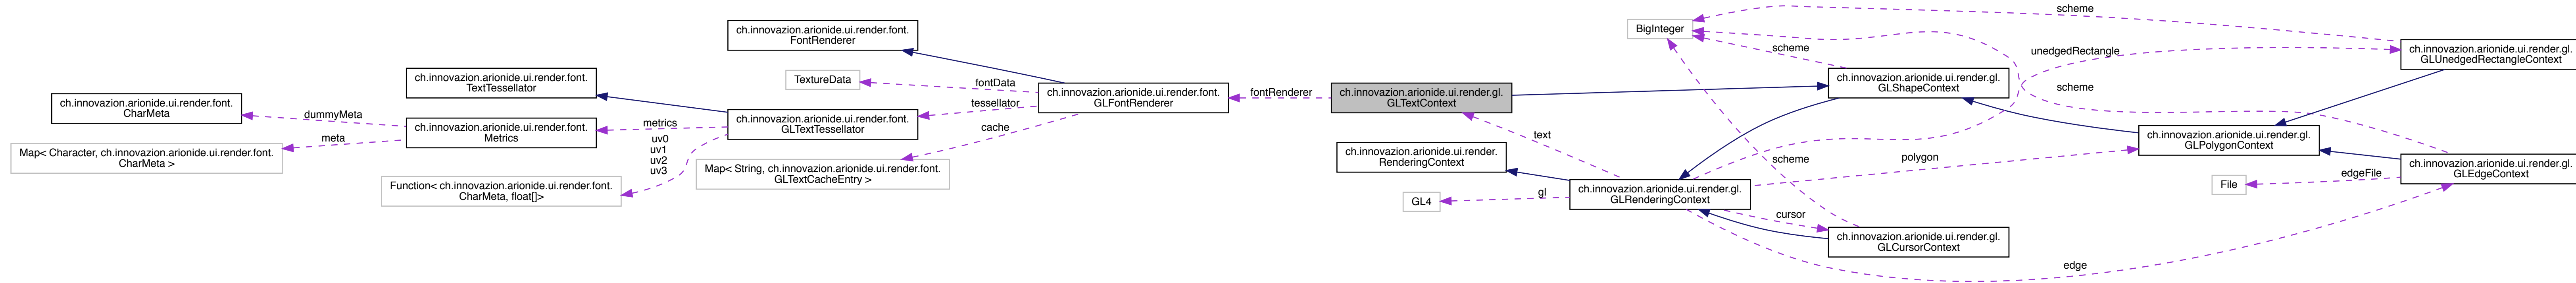 ch.innovazion.arionide.ui.render.font.
CharMeta
Map< Character, ch.innovazion.arionide.ui.render.font.
CharMeta >
dummyMeta
meta
ch.innovazion.arionide.ui.render.font.
TextTessellator
ch.innovazion.arionide.ui.render.font.
Metrics
Function< ch.innovazion.arionide.ui.render.font.
CharMeta, float[]>
metrics
uv0
uv1
uv2
uv3
ch.innovazion.arionide.ui.render.font.
FontRenderer
TextureData
ch.innovazion.arionide.ui.render.font.
GLTextTessellator
Map< String, ch.innovazion.arionide.ui.render.font.
GLTextCacheEntry >
fontData
tessellator
cache
ch.innovazion.arionide.ui.render.font.
GLFontRenderer
fontRenderer
ch.innovazion.arionide.ui.render.gl.
GLTextContext
ch.innovazion.arionide.ui.render.
RenderingContext
GL4
text
gl
BigInteger
ch.innovazion.arionide.ui.render.gl.
GLRenderingContext
scheme
scheme
cursor
ch.innovazion.arionide.ui.render.gl.
GLShapeContext
ch.innovazion.arionide.ui.render.gl.
GLCursorContext
polygon
scheme
unedgedRectangle
scheme
edge
ch.innovazion.arionide.ui.render.gl.
GLPolygonContext
File
edgeFile
ch.innovazion.arionide.ui.render.gl.
GLUnedgedRectangleContext
ch.innovazion.arionide.ui.render.gl.
GLEdgeContext